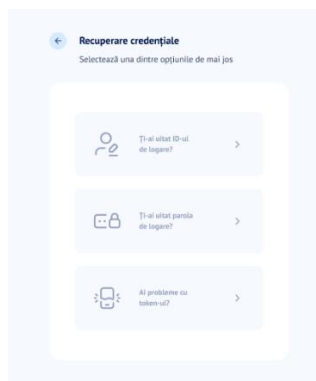 Recuperare credențiale
Selectează una dintre opțiunile de mai jos
Ți-ai uitat ID-ul
de logare?
Ți-ai uitat parola
de logare?
Ai probleme cu
token-ul?